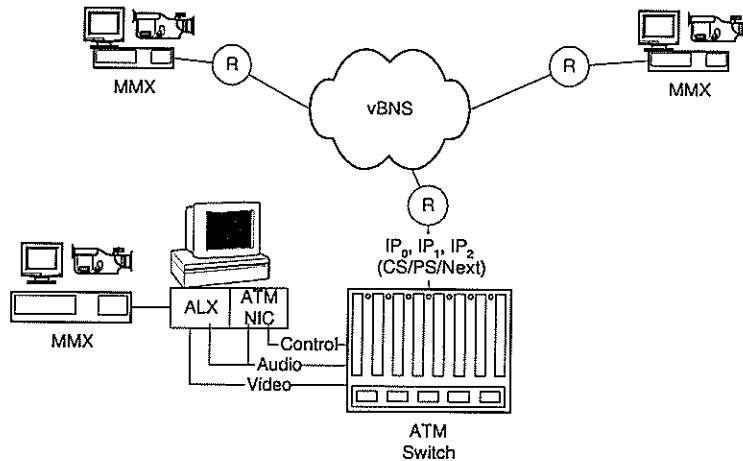 R
R
MMX
vBNS
MMX
R
IP0, IP1, IP2
(CS/PS/Next)
ALX
ATM
NIC
MMX
Control
Audio
Video
ATM
Switch